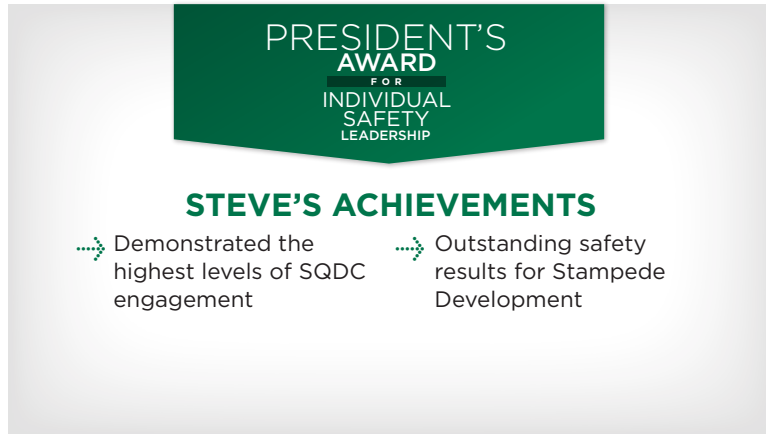 PRESIDENT’S
AWARD
FOR
INDIVIDUAL
SAFETY
LEADERSHIP
STEVE’S ACHIEVEMENTS
Demonstrated the
highest levels of SQDC
engagement
Outstanding safety
results for Stampede
Development